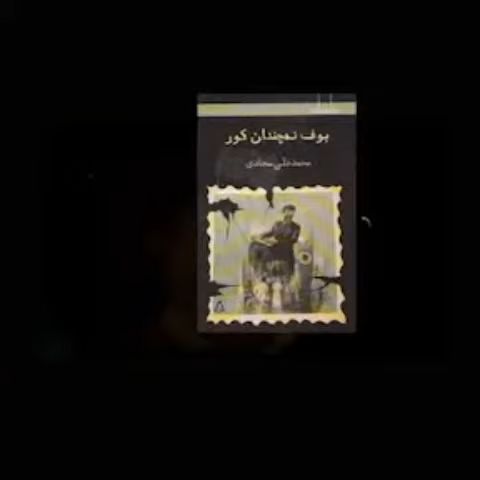 بوف نه‌چندان کور
محمدعلی سجادی